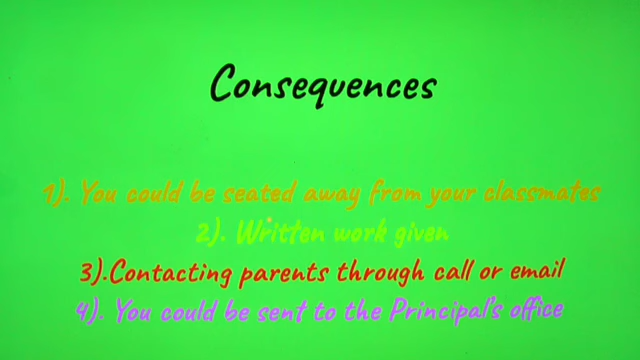 Consequences
1). You could be seated away from your classmates
2). Written work given
3).Contacting parents through call or email
4). You could be sent to the Principal's office